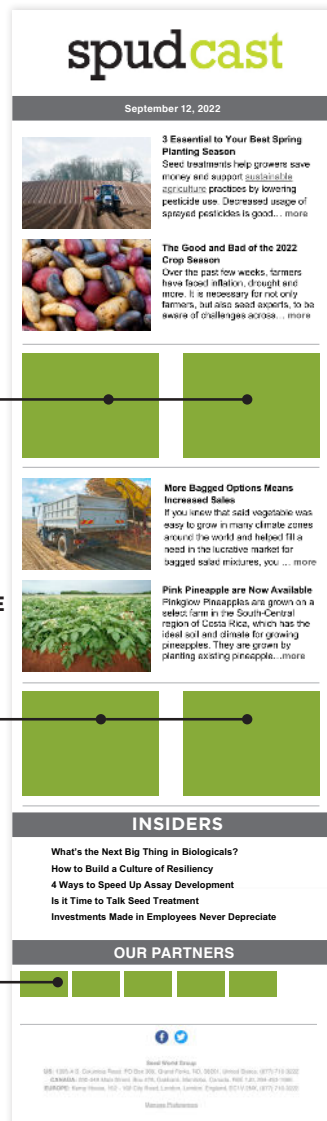 spudcast
September 12, 2022
3 Essential to Your Best Spring
Planting Season
Seed treatments help growers save
money and support sustainable
agriculture practices by lowering
pesticide use. Decreased usage of
sprayed pesticides is good... more
The Good and Bad of the 2022
Crop Season
Over the past few weeks, farmers
have faced inflation, drought and
more. It is necessary for not only
farmers, but also seed experts, to be
aware of challenges across... more
More Bagged Options Means
Increased Sales
If you knew that said vegetable was
easy to grow in many climate zones
around the world and helped fill a
need in the lucrative market for
bagged salad mixtures, you ... more
E
Pink Pineapple are Now Available
Pinkglow Pineapples are grown on a
select farm in the South-Central
region of Costa Rica, which has the
ideal soil and climate for growing
pineapples. They are grown by
planting existing pineapple...more
INSIDERS
What's the Next Big Thing in Biologicals?
How to Build a Culture of Resiliency
4 Ways to Speed Up Assay Development
Is it Time to Talk Seed Treatment
Investments Made in Employees Never Depreciate
OUR PARTNERS
Seed World Group
Manage Preferences